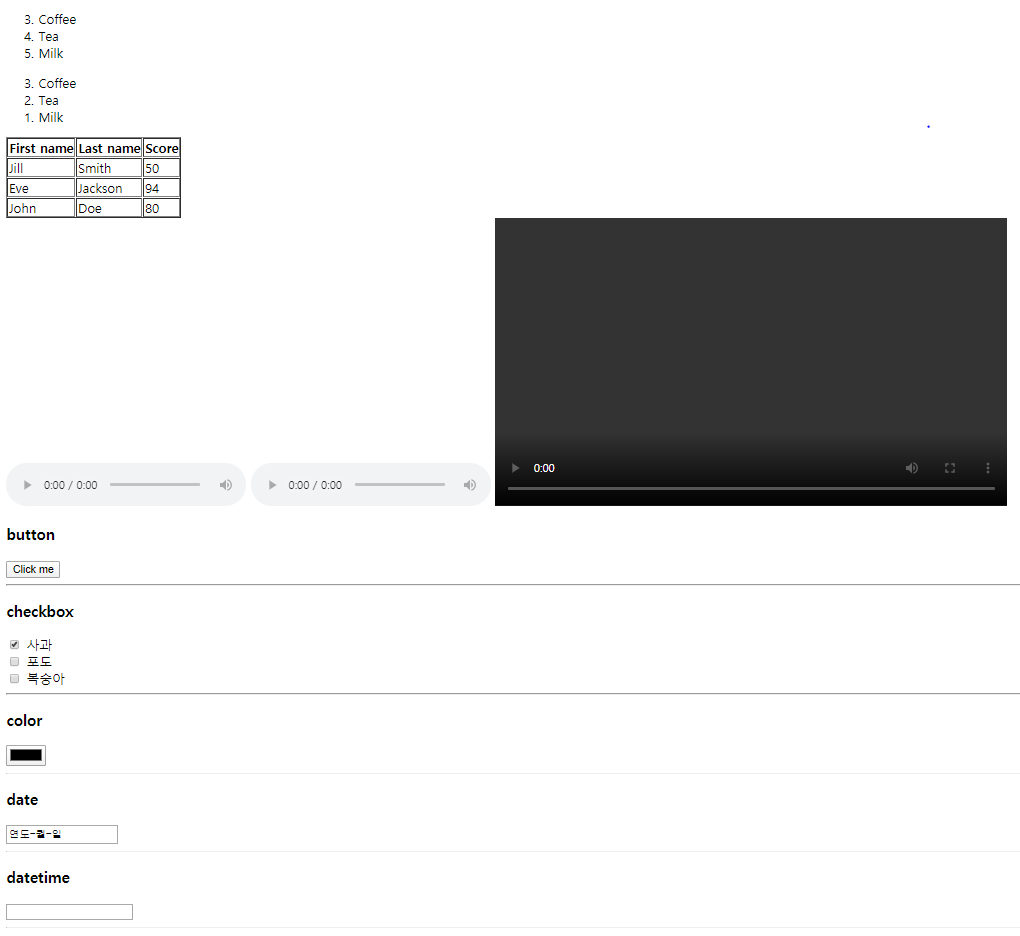 3. Coffee
4. Tea
5. Milk
3. Coffee
2. Tea
1. Milk
First name Last name Score
Jill Smith 50
Eve Jackson 94
John Doe 80
0:00 / 0:00 0:00 / 0:00 0:00
button
Click me
checkbox
사과
포도
복숭아
color
date
연도-월-일
datetime